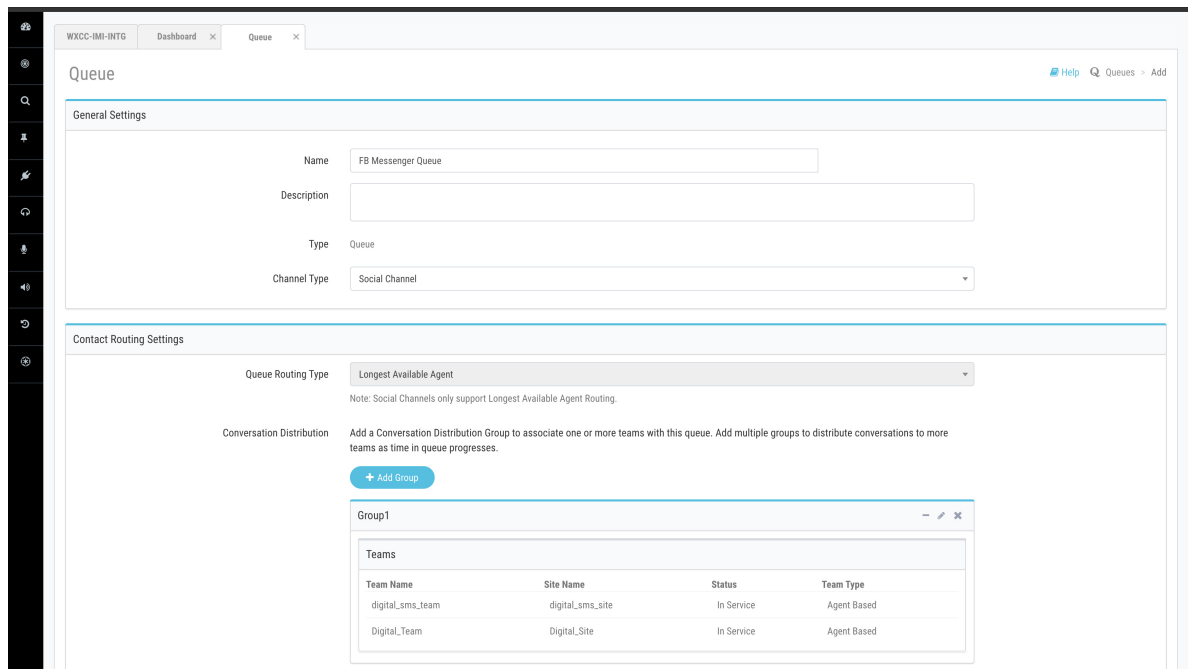 WXCC-IMI-INTG Dashboard × Queue ×
Queue
Help Queues > Add
General Settings
Name FB Messenger Queue
Description
Type Queue
Channel Type Social Channel
Contact Routing Settings
Queue Routing Type Longest Available Agent
Note: Social Channels only support Longest Available Agent Routing.
Conversation Distribution Add a Conversation Distribution Group to associate one or more teams with this queue. Add multiple groups to distribute conversations to more
teams as time in queue progresses.
+ Add Group
Group1
Teams
Team Name Site Name Status Team Type
digital_sms_team digital_sms_site In Service Agent Based
Digital_Team Digital_Site In Service Agent Based